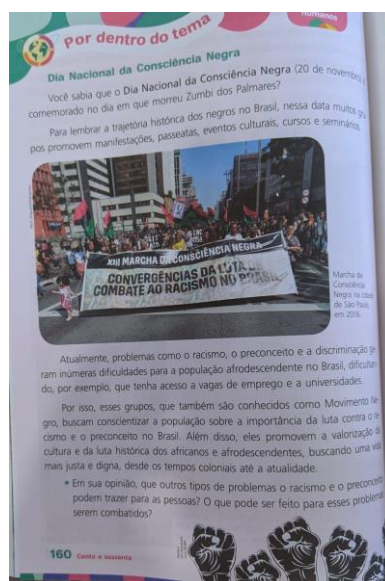 humanos
Por dentro do tema
Dia Nacional da Consciência Negra
Você sabia que o Dia Nacional da Consciência Negra (20 de novembro) é
comemorado no dia em que morreu Zumbi dos Palmares?
Para lembrar a trajetória histórica dos negros no Brasil, nessa data muitos gru
pos promovem manifestações, passeatas, eventos culturais, cursos e seminários.
XIII MARCHA DA CONSCIÊNCIA NEGRA
CONVERGÊNCIAS DA LUTA DE
COMBATE AO RACISMO NO BRASIL
Marcha da
Consciência
Negra na cidade
de São Paulo,
em 2016.
Atualmente, problemas como o racismo, o preconceito e a discriminação ge-
ram inúmeras dificuldades para a população afrodescendente no Brasil, dificultan-
do, por exemplo, que tenha acesso a vagas de emprego e a universidades.
Por isso, esses grupos, que também são conhecidos como Movimento Ne-
gro, buscam conscientizar a população sobre a importância da luta contra o ra-
cismo e o preconceito no Brasil. Além disso, eles promovem a valorização da
cultura e da luta histórica dos africanos e afrodescendentes, buscando uma vida
mais justa e digna, desde os tempos coloniais até a atualidade.
• Em sua opinião, que outros tipos de problemas o racismo e o preconceito
podem trazer para as pessoas? O que pode ser feito para esses problemas
serem combatidos?
160 Cento e sessenta